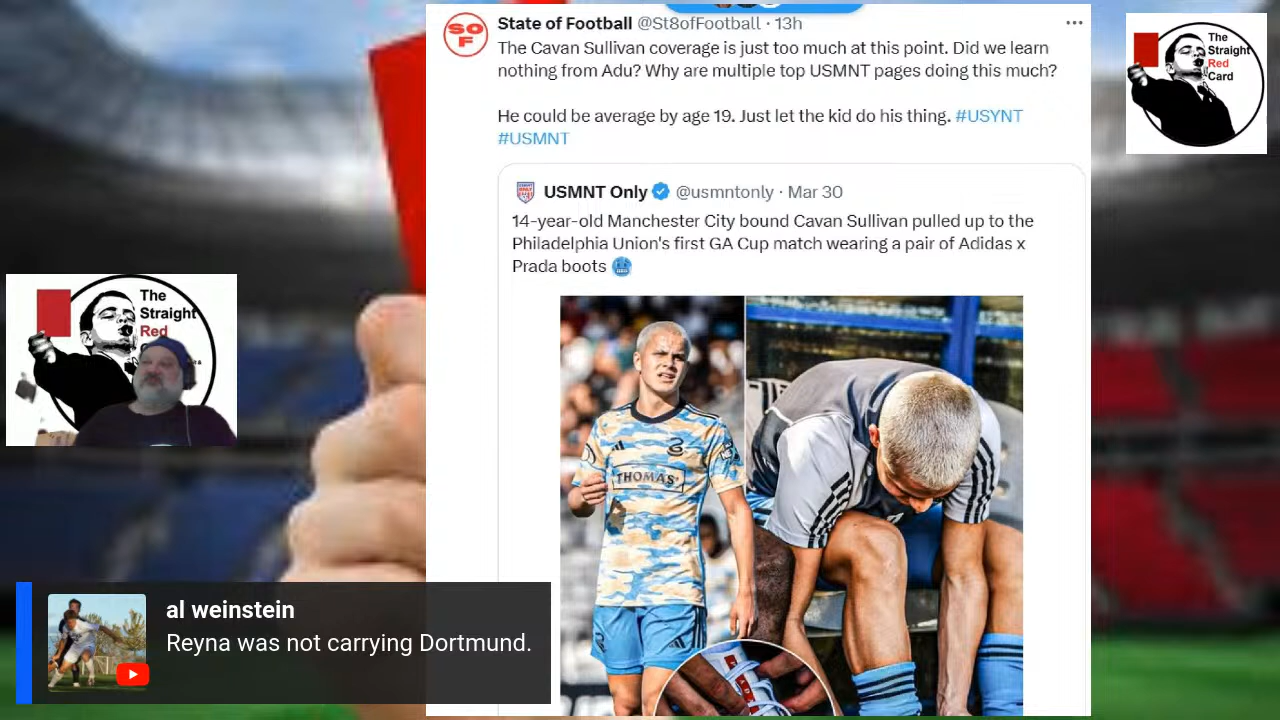 State of Football @St8ofFootball · 13h
The Cavan Sullivan coverage is just too much at this point. Did we learn
nothing from Adu? Why are multiple top USMNT pages doing this much?
He could be average by age 19. Just let the kid do his thing. #USYNT
#USMNT
SO
F
USMNT Only @usmntonly · Mar 30
14-year-old Manchester City bound Cavan Sullivan pulled up to the
Philadelphia Union's first GA Cup match wearing a pair of Adidas x
Prada boots
THOMAS'
The
Straight
Red
Card
The
Straight
Red
al weinstein
Reyna was not carrying Dortmund.